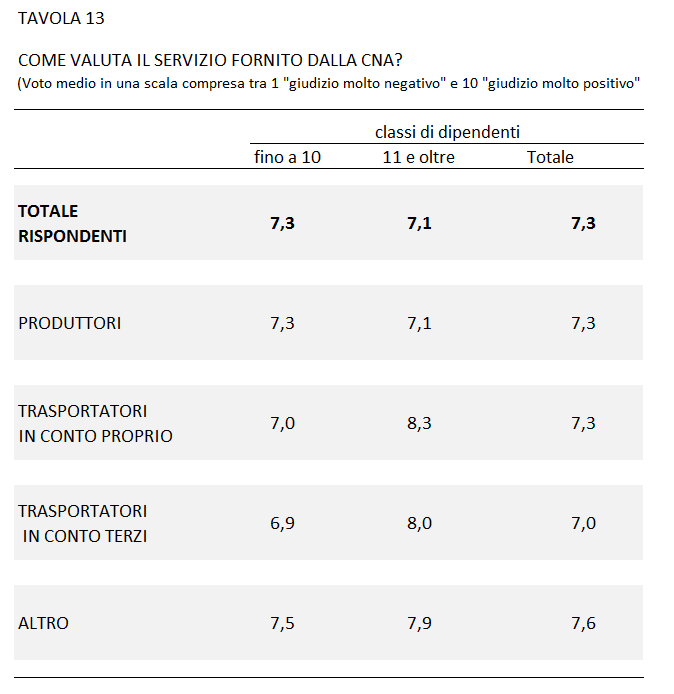 TAVOLA 13
COME VALUTA IL SERVIZIO FORNITO DALLA CNA?
(Voto medio in una scala compresa tra 1 "giudizio molto negativo" e 10 "giudizio molto positivo"
classi di dipendenti
fino a 10 11 e oltre Totale
TOTALE
RISPONDENTI 7,3 7,1 7,3
PRODUTTORI 7,3 7,1 7,3
TRASPORTATORI
IN CONTO PROPRIO 7,0 8,3 7,3
TRASPORTATORI
IN CONTO TERZI 6,9 8,0 7,0
ALTRO 7,5 7,9 7,6